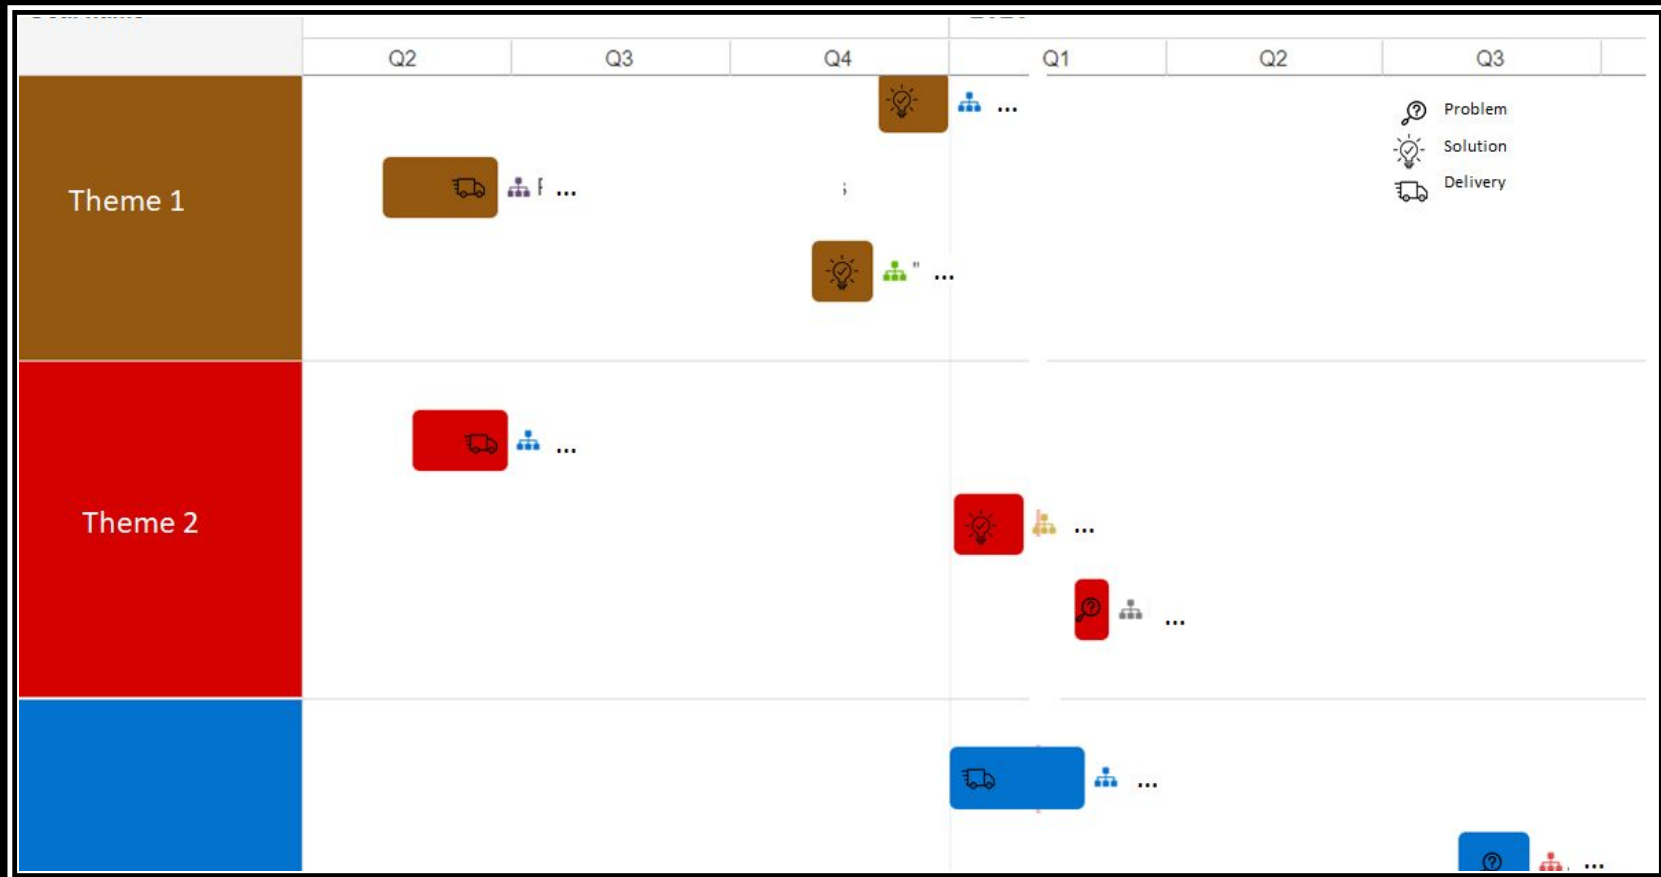 Q2 Q3 Q4 Q1 Q2 Q3
Problem
Solution
Delivery
...
Theme 1
...
...
...
Theme 2
...
...
...
...